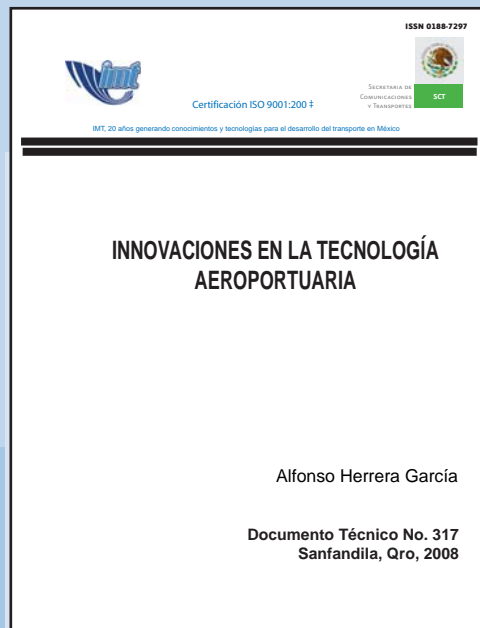 ISSN 0188-7297
imt
SECRETARIA DE
COMUNICACIONES
Y TRANSPORTES
SCT
Certificación ISO 9001:200 ‡
IMT, 20 años generando conocimientos y tecnologías para el desarrollo del transporte en México
INNOVACIONES EN LA TECNOLOGÍA
AEROPORTUARIA
Alfonso Herrera García
Documento Técnico No. 317
Sanfandila, Qro, 2008